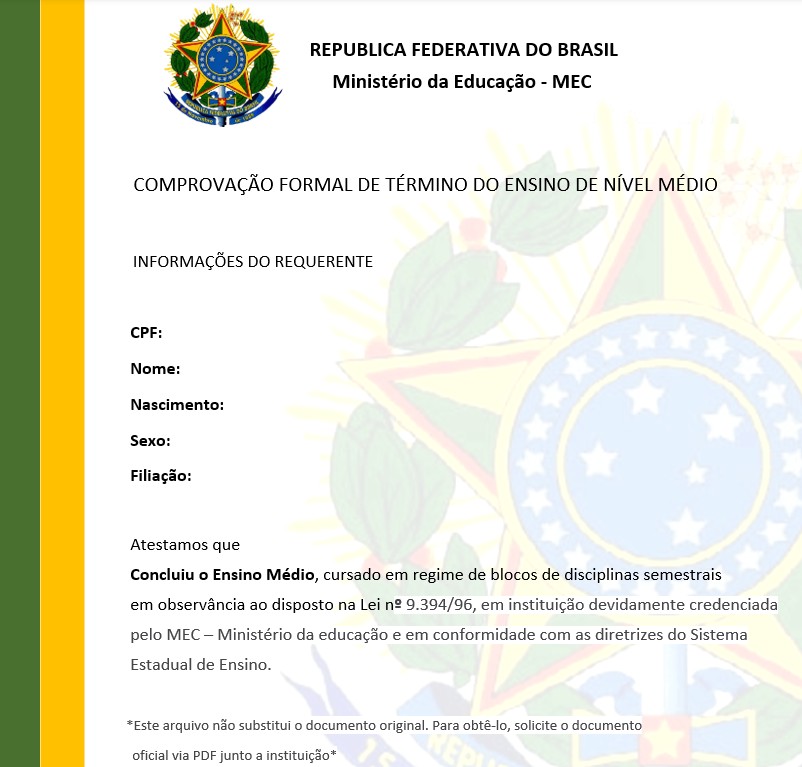 REPUBLICA FEDERATIVA DO BRASIL
Ministério da Educação - MEC
COMPROVAÇÃO FORMAL DE TÉRMINO DO ENSINO DE NÍVEL MÉDIO
INFORMAÇÕES DO REQUERENTE
CPF:
Nome:
Nascimento:
Sexo:
Filiação:
Atestamos que
Concluiu o Ensino Médio, cursado em regime de blocos de disciplinas semestrais
em observância ao disposto na Lei nº 9.394/96, em instituição devidamente credenciada
pelo MEC – Ministério da educação e em conformidade com as diretrizes do Sistema
Estadual de Ensino.
*Este arquivo não substitui o documento original. Para obtê-lo, solicite o documento
oficial via PDF junto a instituição*